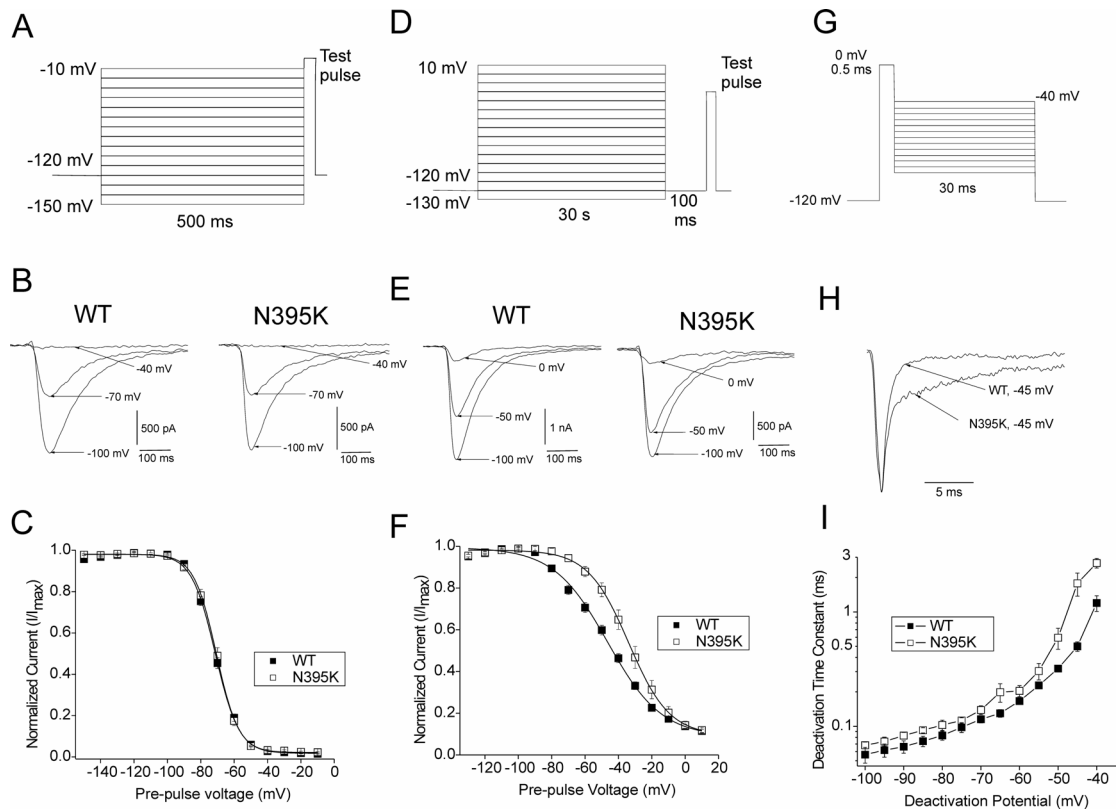 A
-10 mV
Test
pulse
-120 mV
-150 mV
500 ms
D
10 mV
Test
pulse
-120 mV
-130 mV
30 s
100
ms
G
0 mV
0.5 ms
-40 mV
30 ms
-120 mV
B
WT
N395K
-40 mV
-40 mV
-70 mV
-70 mV
500 pA
500 pA
-100 mV
-100 mV
100 ms
100 ms
E
WT
N395K
0 mV
0 mV
-50 mV
-50 mV
1 nA
500 pA
-100 mV
-100 mV
100 ms
100 ms
H
WT, -45 mV
N395K, -45 mV
5 ms
C
Normalized Current (I/Imax)
1.0
0.8
0.6
0.4
0.2
0.0
WT
N395K
-140 -120 -100 -80 -60 -40 -20 0
Pre-pulse voltage (mV)
F
Normalized Current (I/Imax)
1.0
0.8
0.6
0.4
0.2
0.0
WT
N395K
-120 -100 -80 -60 -40 -20 0 20
Pre-pulse Voltage (mV)
I
Deactivation Time Constant (ms)
3
1
0.5
0.1
WT
N395K
-100 -90 -80 -70 -60 -50 -40
Deactivation Potential (mV)